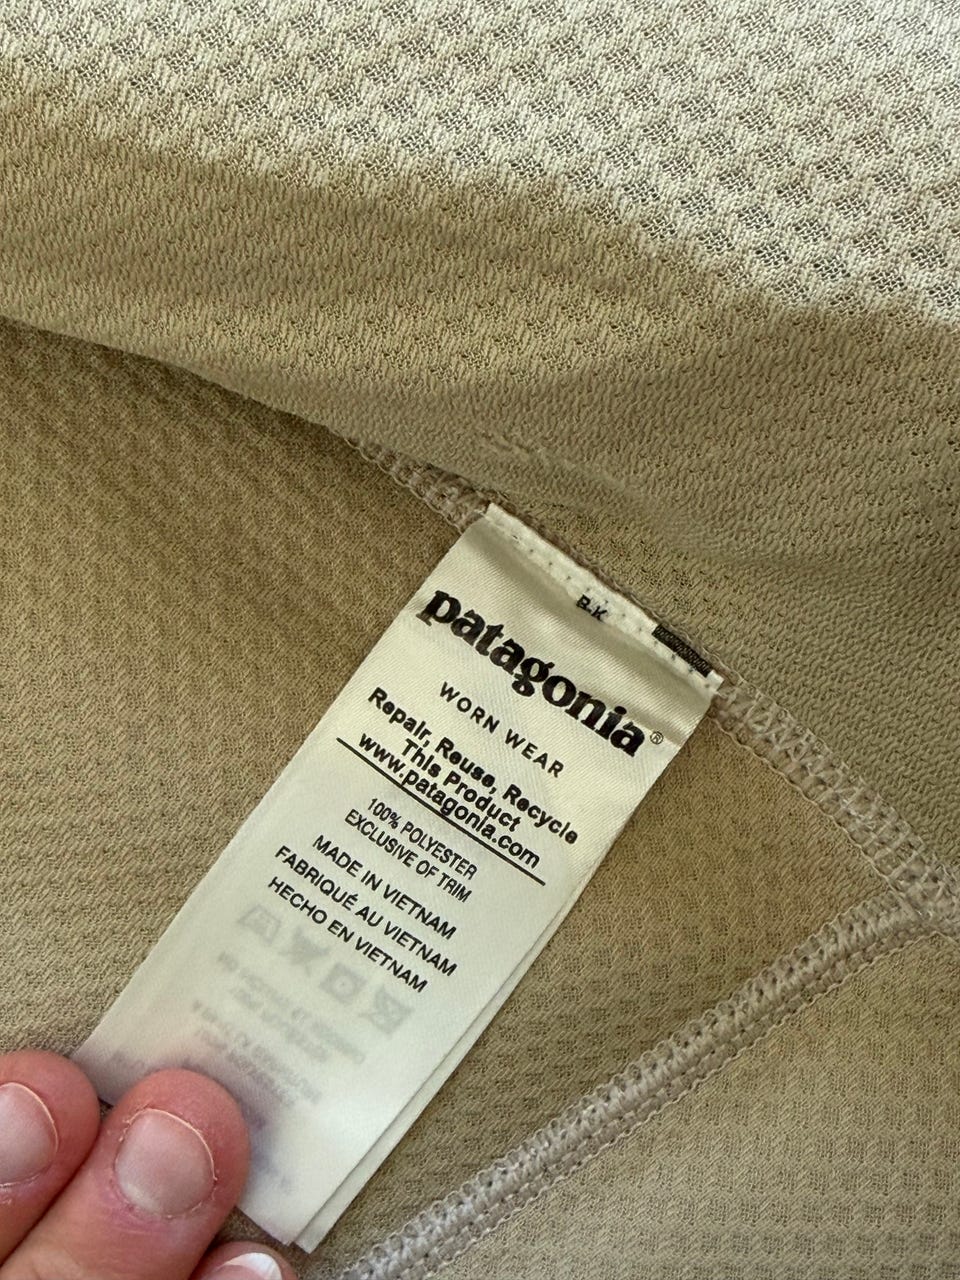 B-K
patagonia®
WORN WEAR
Repair, Reuse, Recycle
This Product
www.patagonia.com
100% POLYESTER
EXCLUSIVE OF TRIM
MADE IN VIETNAM
FABRIQUÉ AU VIETNAM
HECHO EN VIETNAM